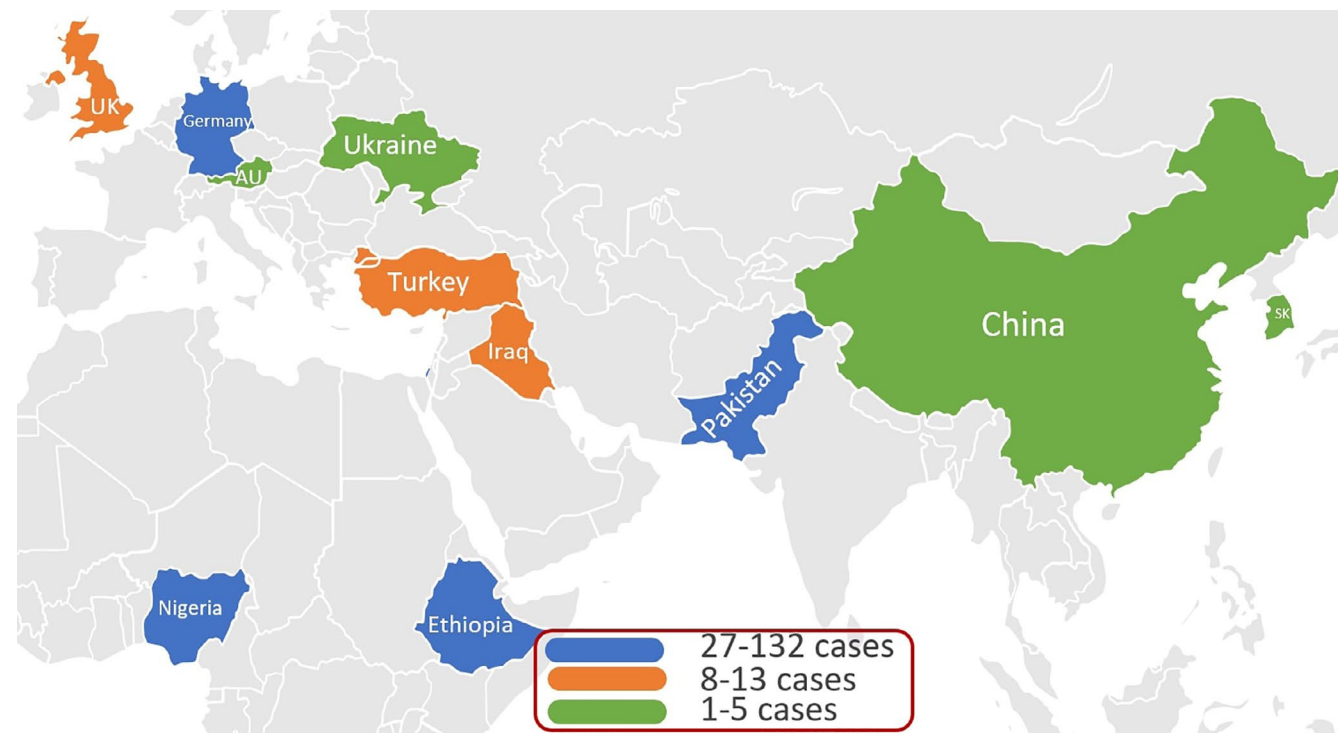 UK
Germany
AU
Ukraine
Turkey
Iraq
Pakistan
China
SK
Nigeria
Ethiopia
27-132 cases
8-13 cases
1-5 cases